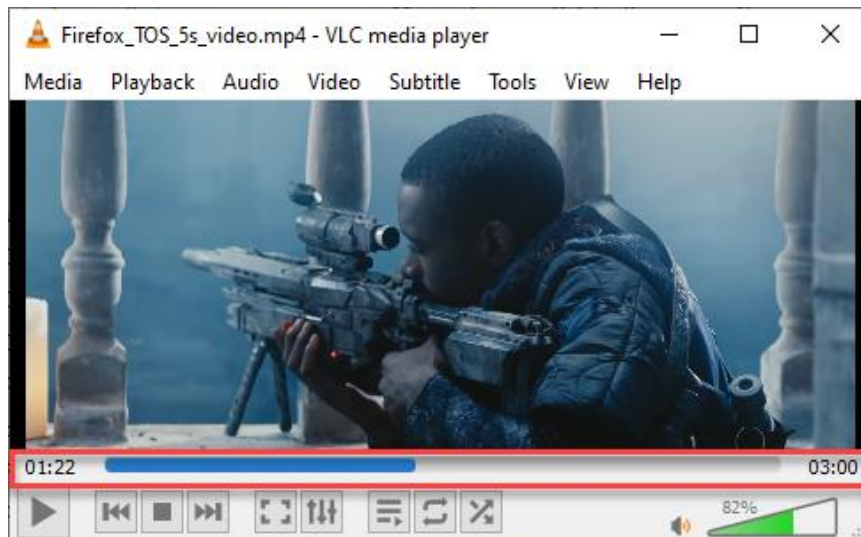 Firefox_TOS_5s_video.mp4 - VLC media player
Media Playback Audio Video Subtitle Tools View Help
01:22 03:00
82%